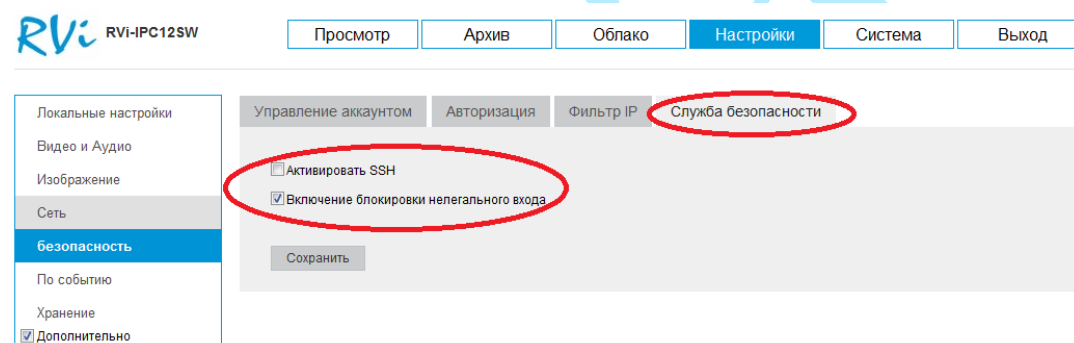 RVi RVi-IPC12SW Просмотр Архив Облако Настройки Система Выход
Локальные настройки
Видео и Аудио
Изображение
Сеть
безопасность
По событию
Хранение
Дополнительно
Управление аккаунтом Авторизация Фильтр IP Служба безопасности
Активировать SSH
Включение блокировки нелегального входа
Сохранить